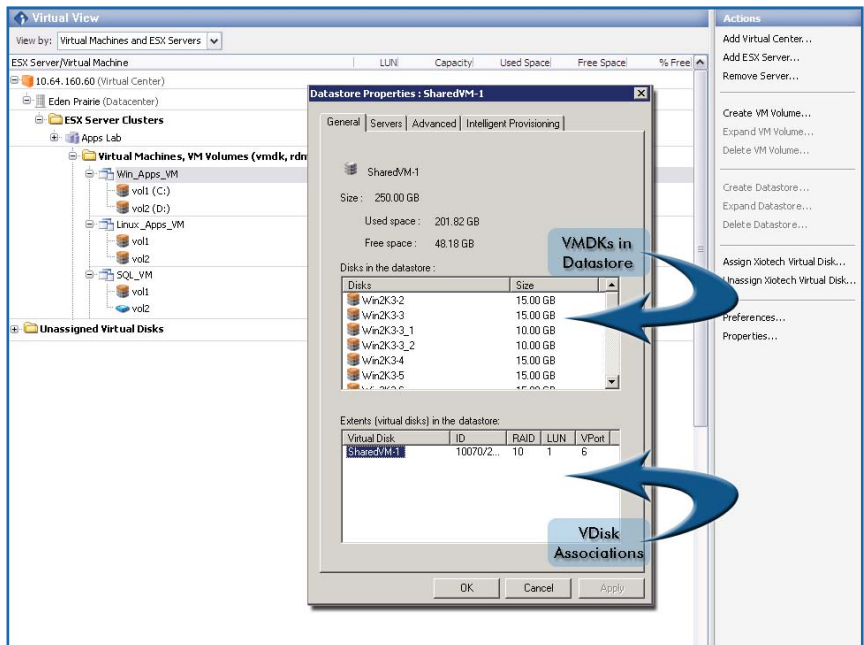 Virtual View
View by: Virtual Machines and ESX Servers
ESX Server/Virtual Machine LUN Capacity Used Space Free Space % Free
10.64.160.60 (Virtual Center)
Eden Prairie (Datacenter)
ESX Server Clusters
Apps Lab
Virtual Machines, VM Volumes (vmdk, rdm
Win_Apps_VM
vol1 (C:)
vol2 (D:)
Linux_Apps_VM
vol1
vol2
SQL_VM
vol1
vol2
Unassigned Virtual Disks
Datastore Properties : SharedVM-1
General Servers Advanced Intelligent Provisioning
SharedVM-1
Size : 250.00 GB
Used space : 201.82 GB
Free space : 48.18 GB
Disks in the datastore :
Disks Size
Win2K3-2 15.00 GB
Win2K3-3 15.00 GB
Win2K3-3_1 10.00 GB
Win2K3-3_2 10.00 GB
Win2K3-4 15.00 GB
Win2K3-5 15.00 GB
VMDKs in
Datastore
Extents (virtual disks) in the datastore:
Virtual Disk ID RAID LUN VPort
SharedVM-1 10070/2... 10 1 6
VDisk
Associations
OK Cancel Apply
Actions
Add Virtual Center...
Add ESX Server...
Remove Server...
Create VM Volume...
Expand VM Volume...
Delete VM Volume...
Create Datastore...
Expand Datastore...
Delete Datastore...
Assign Xiotech Virtual Disk...
Unassign Xiotech Virtual Disk...
Preferences...
Properties...